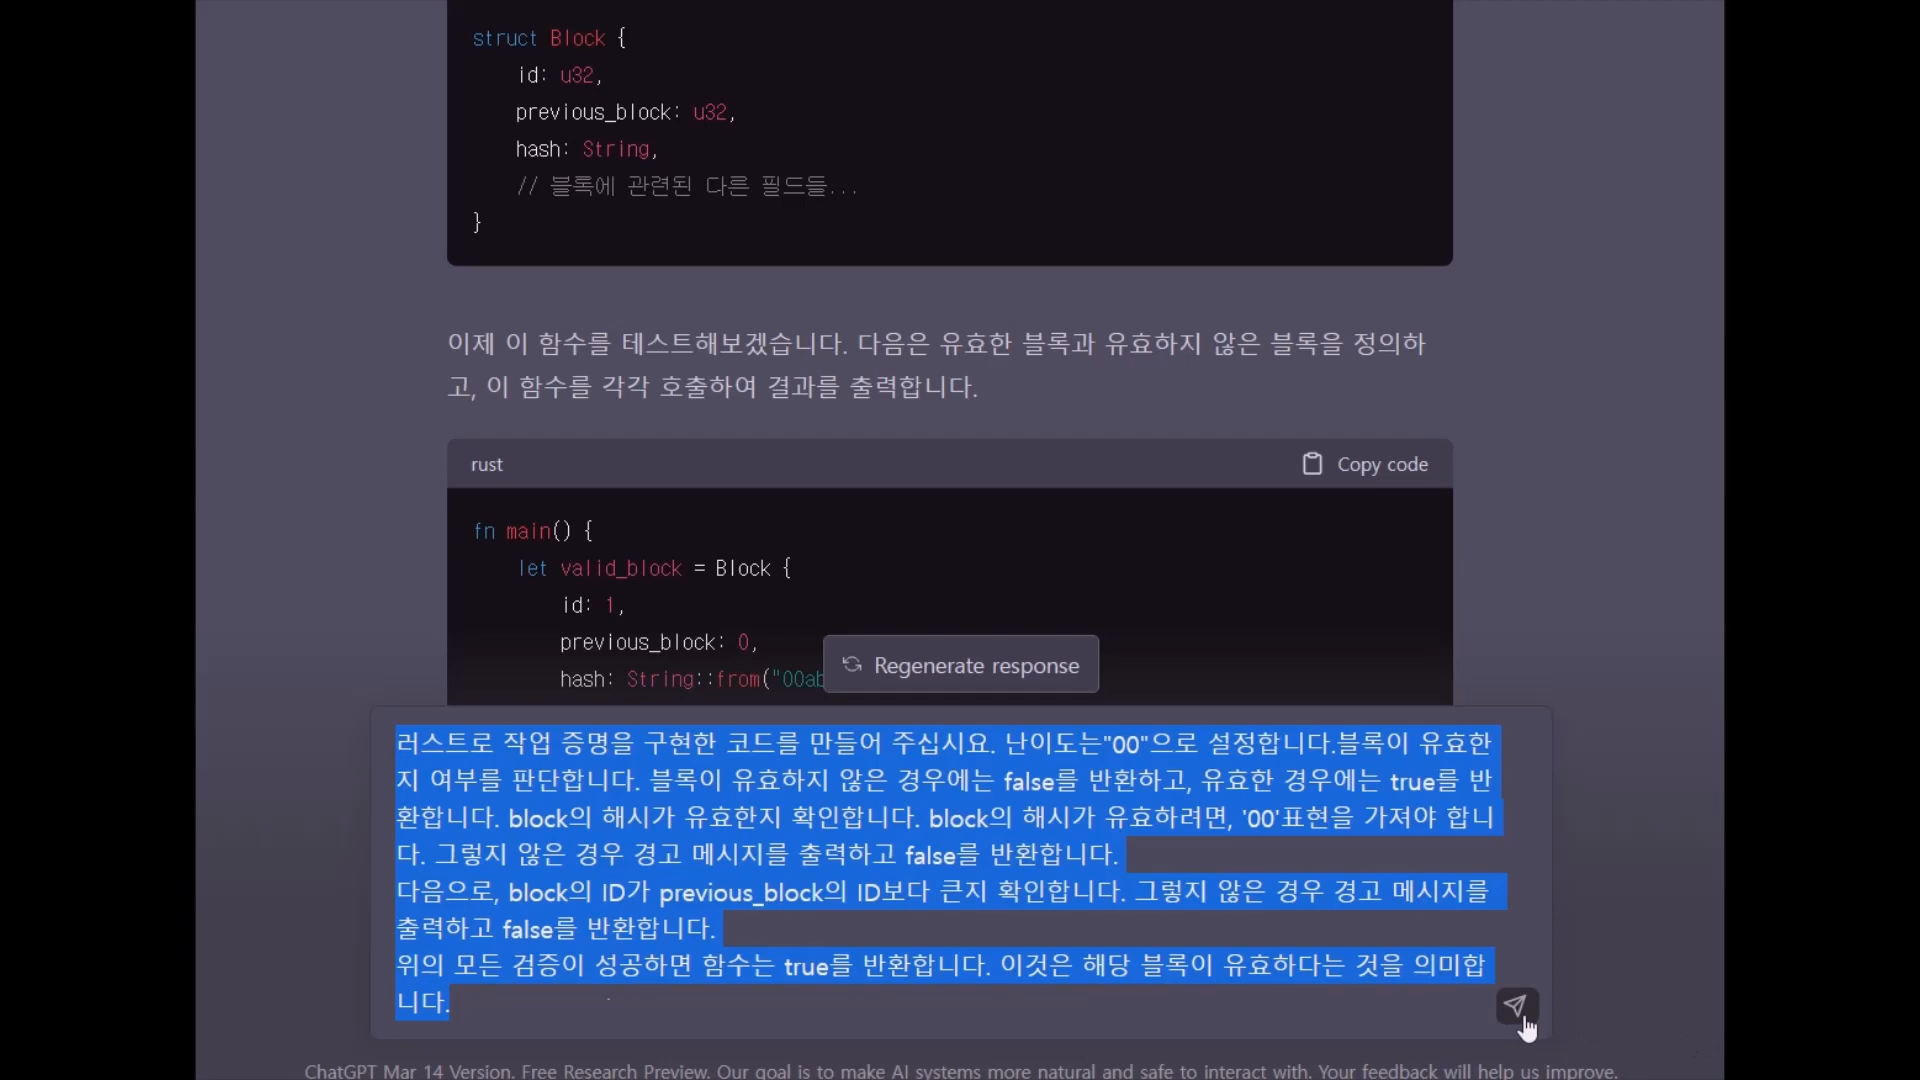 struct Block {
id: u32,
previous_block: u32,
hash: String,
// 블록에 관련된 다른 필드들...
}
이제 이 함수를 테스트해보겠습니다. 다음은 유효한 블록과 유효하지 않은 블록을 정의하
고, 이 함수를 각각 호출하여 결과를 출력합니다.
rust
Copy code
fn main() {
let valid_block = Block {
id: 1,
previous_block: 0,
hash: String::from("00ab
Regenerate response
러스트로 작업 증명을 구현한 코드를 만들어 주십시요. 난이도는"00"으로 설정합니다.블록이 유효한
지 여부를 판단합니다. 블록이 유효하지 않은 경우에는 false를 반환하고, 유효한 경우에는 true를 반
환합니다. block의 해시가 유효한지 확인합니다. block의 해시가 유효하려면, '00'표현을 가져야 합니
다. 그렇지 않은 경우 경고 메시지를 출력하고 false를 반환합니다.
다음으로, block의 ID가 previous_block의 ID보다 큰지 확인합니다. 그렇지 않은 경우 경고 메시지를
출력하고 false를 반환합니다.
위의 모든 검증이 성공하면 함수는 true를 반환합니다. 이것은 해당 블록이 유효하다는 것을 의미합
니다.
ChatGPT Mar 14 Version. Free Research Preview. Our goal is to make AI systems more natural and safe to interact with. Your feedback will help us improve.